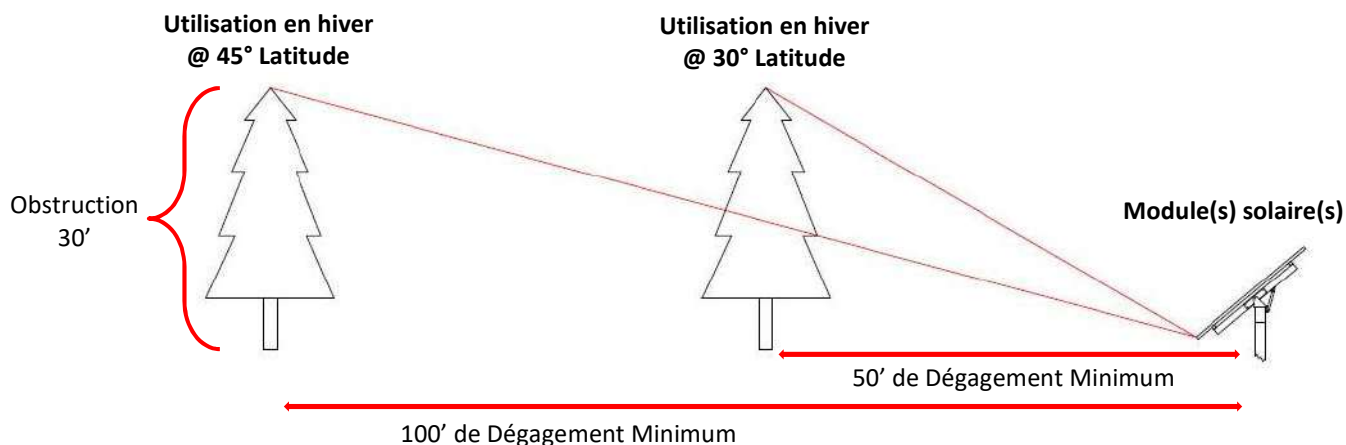 Utilisation en hiver
@ 45° Latitude
Utilisation en hiver
@ 30° Latitude
Obstruction
30’
Module(s) solaire(s)
50’ de Dégagement Minimum
100’ de Dégagement Minimum